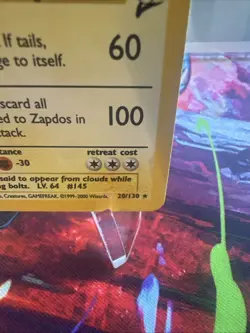 If tails,
ge to itself. 60
scard all
ed to Zapdos in 100
ttack.
stance retreat cost
-30
said to appear from clouds while
ng bolts. LV. 64 #145
s, Creatures, GAMEFREAK. ©1999-2000 Wizards. 20/130 ★